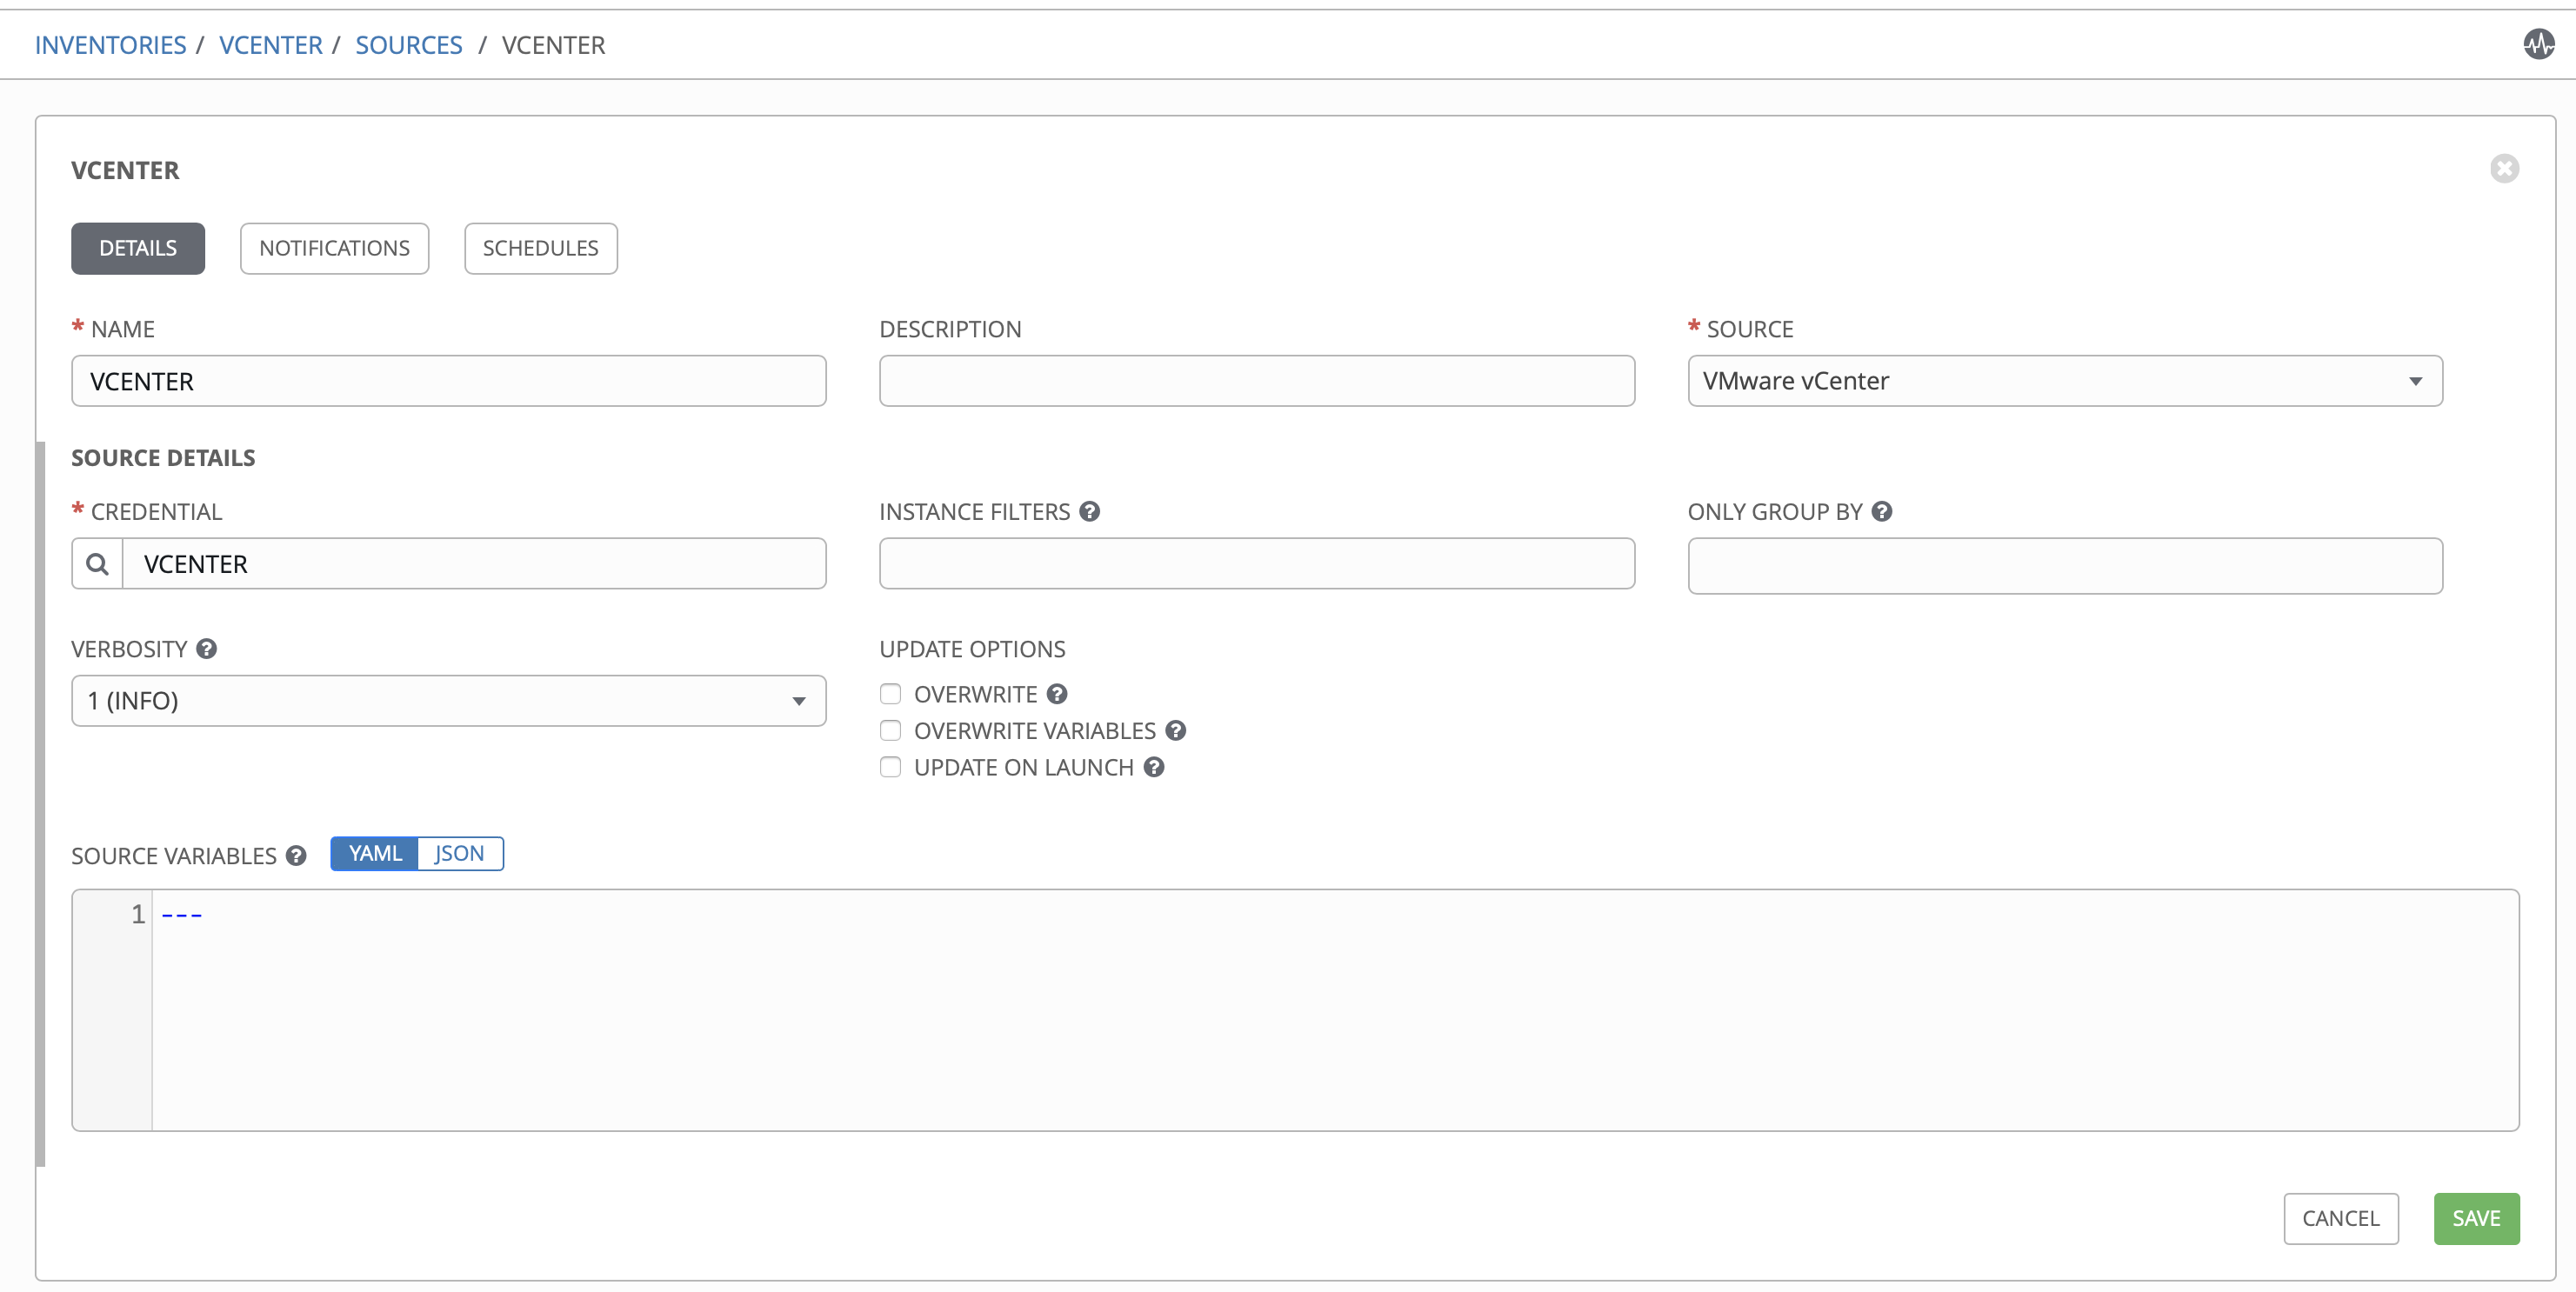 INVENTORIES / VCENTER / SOURCES / VCENTER
VCENTER
DETAILS NOTIFICATIONS SCHEDULES
* NAME DESCRIPTION * SOURCE
VCENTER VMware vCenter
SOURCE DETAILS
* CREDENTIAL INSTANCE FILTERS ? ONLY GROUP BY ?
VCENTER
VERBOSITY ? UPDATE OPTIONS
1 (INFO)
OVERWRITE ?
OVERWRITE VARIABLES ?
UPDATE ON LAUNCH ?
SOURCE VARIABLES ? YAML JSON
1 ---
CANCEL SAVE